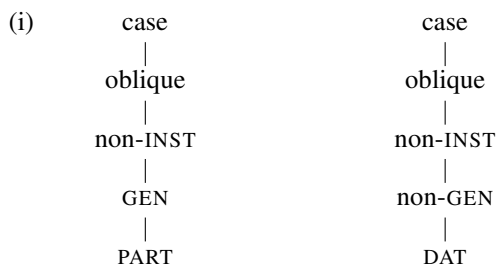 (i) case case
oblique oblique
non-INST non-INST
GEN non-GEN
PART DAT